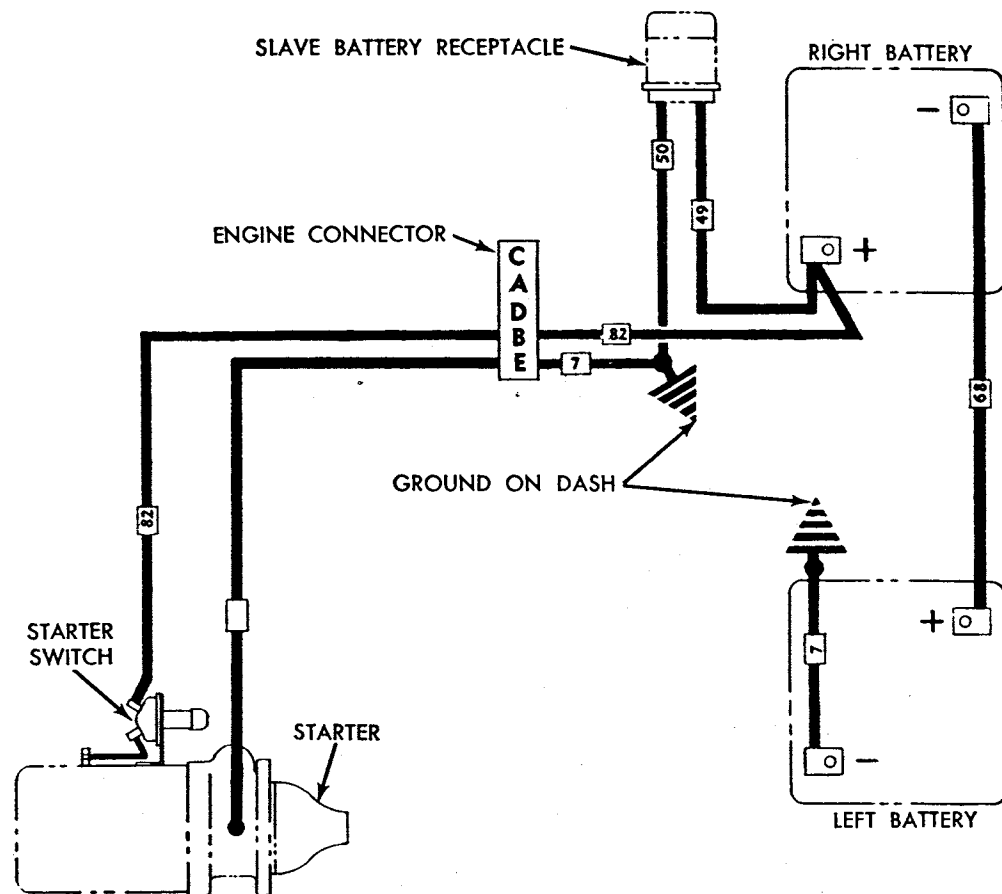 SLAVE BATTERY RECEPTACLE
RIGHT BATTERY
-
50
49
+
ENGINE CONNECTOR
C
A
D
B
E
82
7
68
GROUND ON DASH
82
STARTER
SWITCH
STARTER
+
7
-
LEFT BATTERY